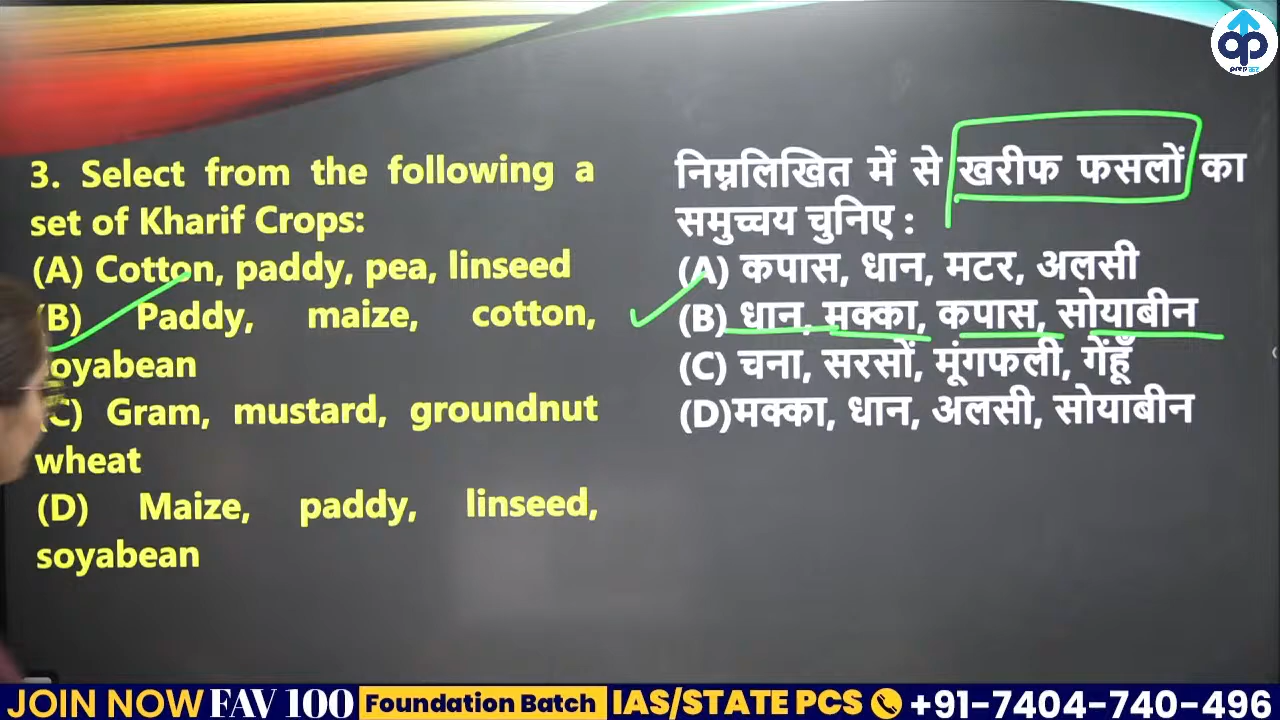 prep कर
3. Select from the following a
set of Kharif Crops:
(A) Cotton, paddy, pea, linseed
(B) Paddy, maize, cotton,
oyabean
C) Gram, mustard, groundnut
wheat
(D) Maize, paddy, linseed,
soyabean
निम्नलिखित में से खरीफ फसलों का
समुच्चय चुनिए :
(A) कपास, धान, मटर, अलसी
(B) धान, मक्का, कपास, सोयाबीन
(C) चना, सरसों, मूंगफली, गेंहूँ
(D)मक्का, धान, अलसी, सोयाबीन
JOIN NOW FAV 100 Foundation Batch IAS/STATE PCS +91-7404-740-496